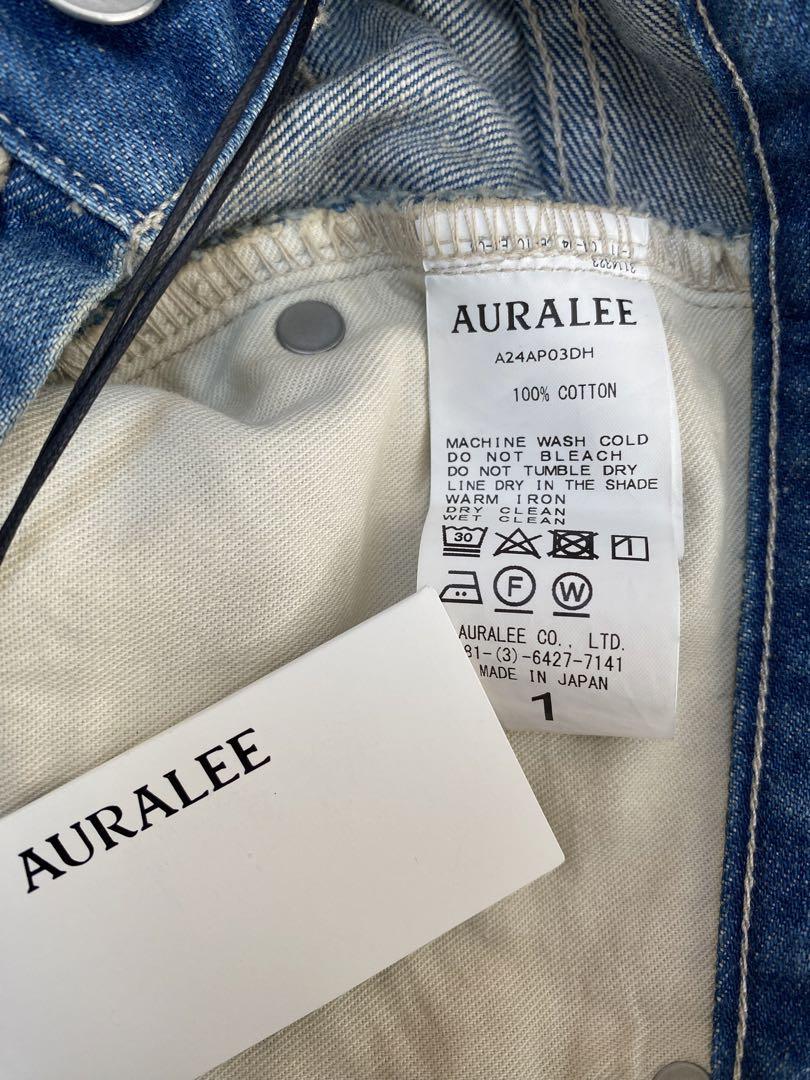 AURALEE
A24AP03DH
100% COTTON
MACHINE WASH COLD
DO NOT BLEACH
DO NOT TUMBLE DRY
LINE DRY IN THE SHADE
WARM IRON
DRY CLEAN
WET CLEAN
30 1
F W
AURALEE CO., LTD.
81-(3)-6427-7141
MADE IN JAPAN
1
AURALEE